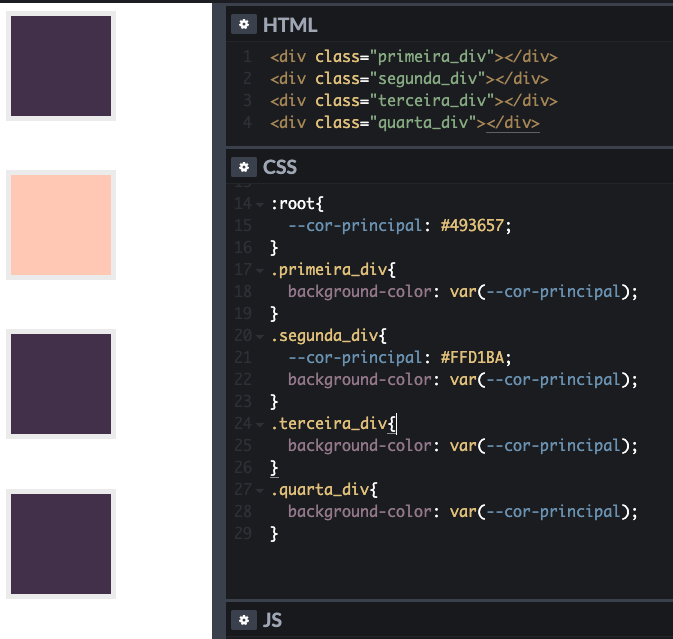 HTML
1 <div class="primeira_div"></div>
2 <div class="segunda_div"></div>
3 <div class="terceira_div"></div>
4 <div class="quarta_div"></div>
CSS
14 :root{
15 --cor-principal: #493657;
16 }
17 .primeira_div{
18 background-color: var(--cor-principal);
19 }
20 .segunda_div{
21 --cor-principal: #FFD1BA;
22 background-color: var(--cor-principal);
23 }
24 .terceira_div{
25 background-color: var(--cor-principal);
26 }
27 .quarta_div{
28 background-color: var(--cor-principal);
29 }
JS